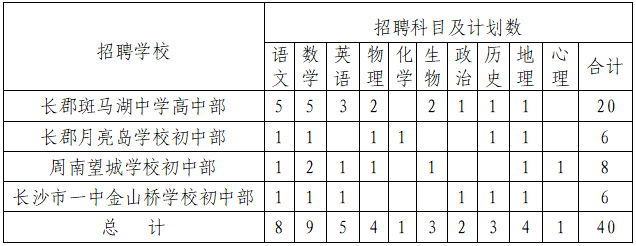 招聘学校 招聘科目及计划数
语文 数学 英语 物理 化学 生物 政治 历史 地理 心理 合计
长郡斑马湖中学高中部 5 5 3 2 2 1 1 1 20
长郡月亮岛学校初中部 1 1 1 1 1 1 6
周南望城学校初中部 1 2 1 1 1 1 1 8
长沙市一中金山桥学校初中部 1 1 1 1 1 1 6
总 计 8 9 5 4 1 3 2 3 4 1 40